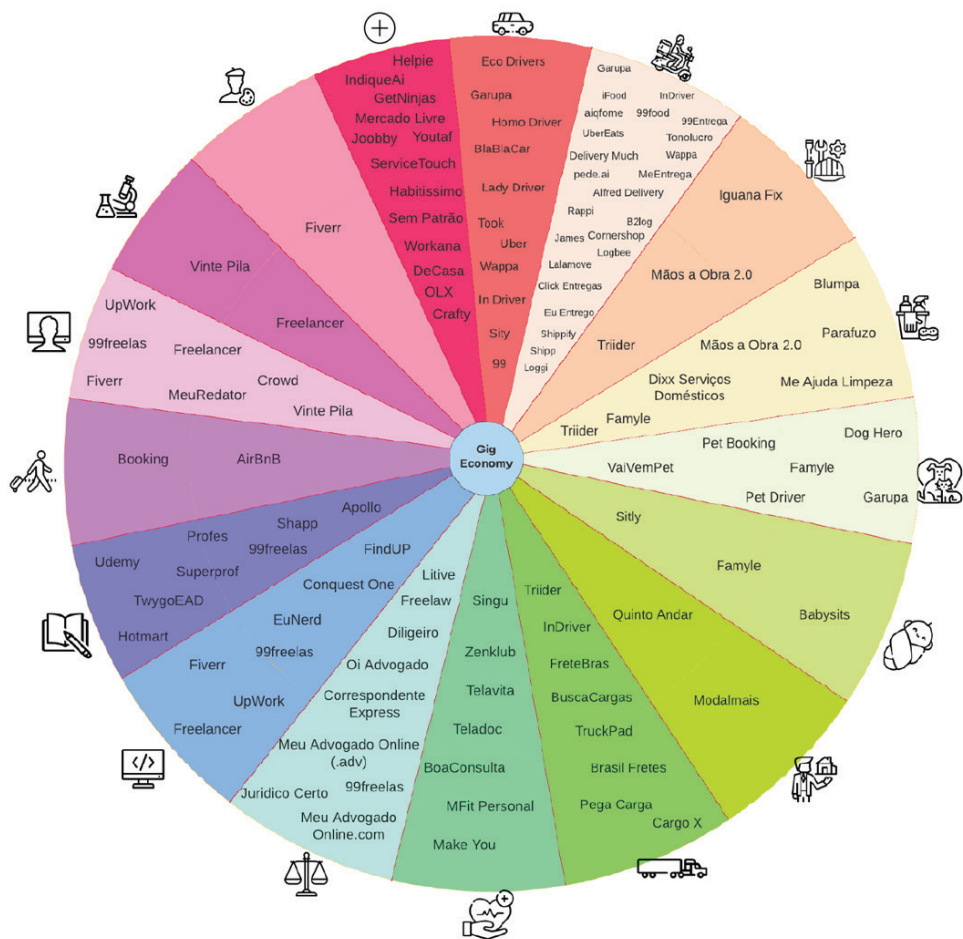 Gig
Economy
Helpie
IndiqueAi
GetNinjas
Mercado Livre
Joobby Youtaf
ServiceTouch
Habitissimo
Sem Patrão
Workana
DeCasa
OLX
Crafty
Eco Drivers
Garupa
Homo Driver
BlaBlaCar
Lady Driver
Took
Uber
Wappa
In Driver
Sity
99
Garupa
iFood InDriver
aiqfome 99food 99Entrega
UberEats Tonolucro
Delivery Much Wappa
pede.ai MeEntrega
Alfred Delivery
Rappi
B2log
James Cornershop
Logbee
Lalamove
Click Entregas
Eu Entrego
Shippify
Shipp
Loggi
Iguana Fix
Mãos a Obra 2.0
Triider
Blumpa
Parafuzo
Mãos a Obra 2.0
Me Ajuda Limpeza
Dixx Serviços
Domésticos
Famyle
Triider
Dog Hero
Pet Booking
VaiVemPet
Famyle
Pet Driver
Garupa
Sitly
Famyle
Babysits
Quinto Andar
Modalmais
Triider
InDriver
FreteBras
BuscaCargas
TruckPad
Brasil Fretes
Pega Carga
Cargo X
Singu
Zenklub
Telavita
Teladoc
BoaConsulta
MFit Personal
Make You
Litive
Freelaw
Diligeiro
Oi Advogado
Correspondente
Express
Meu Advogado Online
(.adv)
99freelas
Juridico Certo
Meu Advogado
Online.com
FindUP
Conquest One
EuNerd
99freelas
Fiverr
UpWork
Freelancer
Apollo
Shapp
Profes
99freelas
Udemy
Superprof
TwygoEAD
Hotmart
Booking
AirBnB
UpWork
99freelas
Freelancer
Fiverr
Crowd
MeuRedator
Vinte Pila
Vinte Pila
Freelancer
Fiverr